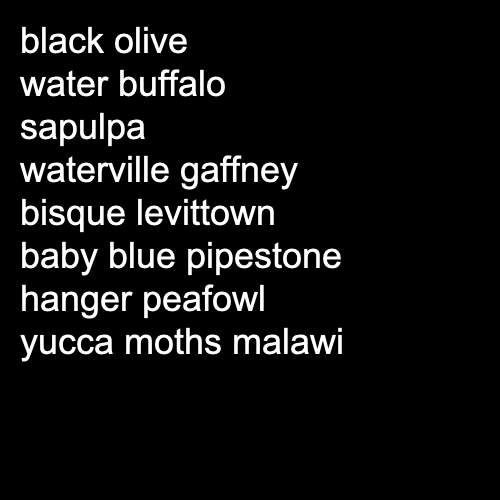 black olive
water buffalo
sapulpa
waterville gaffney
bisque levittown
baby blue pipestone
hanger peafowl
yucca moths malawi